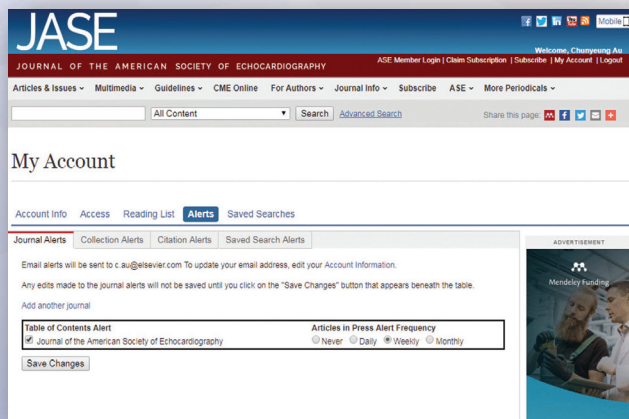 JASE
Mobile
Welcome, Chunyeung Au
JOURNAL OF THE AMERICAN SOCIETY OF ECHOCARDIOGRAPHY
ASE Member Login | Claim Subscription | Subscribe | My Account | Logout
Articles & Issues Multimedia Guidelines CME Online For Authors Journal Info Subscribe ASE More Periodicals
All Content Search Advanced Search Share this page:
My Account
Account Info Access Reading List Alerts Saved Searches
Journal Alerts Collection Alerts Citation Alerts Saved Search Alerts
ADVERTISEMENT
Email alerts will be sent to c.au@elsevier.com To update your email address, edit your Account Information.
Mendeley Funding
Any edits made to the journal alerts will not be saved until you click on the "Save Changes" button that appears beneath the table.
Add another journal
Table of Contents Alert Articles in Press Alert Frequency
Journal of the American Society of Echocardiography Never Daily Weekly Monthly
Save Changes